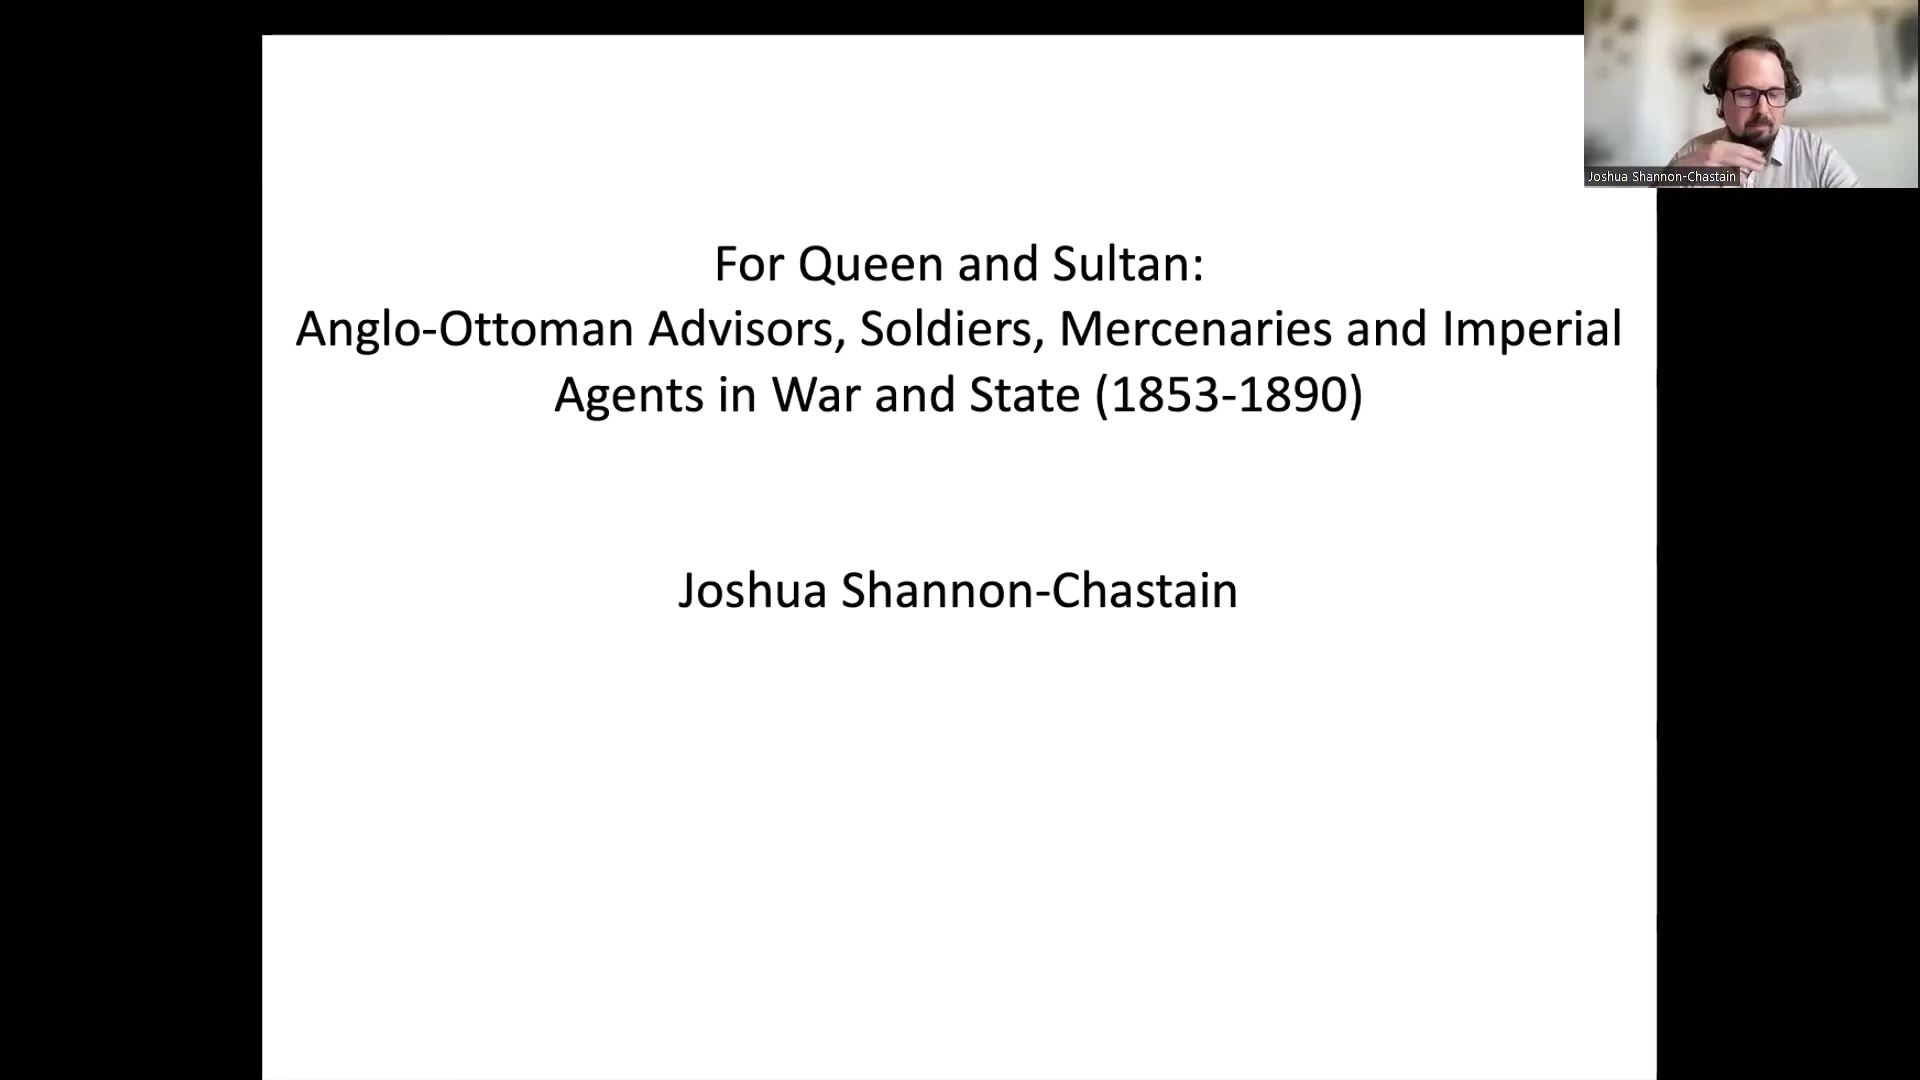 For Queen and Sultan:
Anglo-Ottoman Advisors, Soldiers, Mercenaries and Imperial
Agents in War and State (1853-1890)
Joshua Shannon-Chastain
Joshua Shannon-Chastain